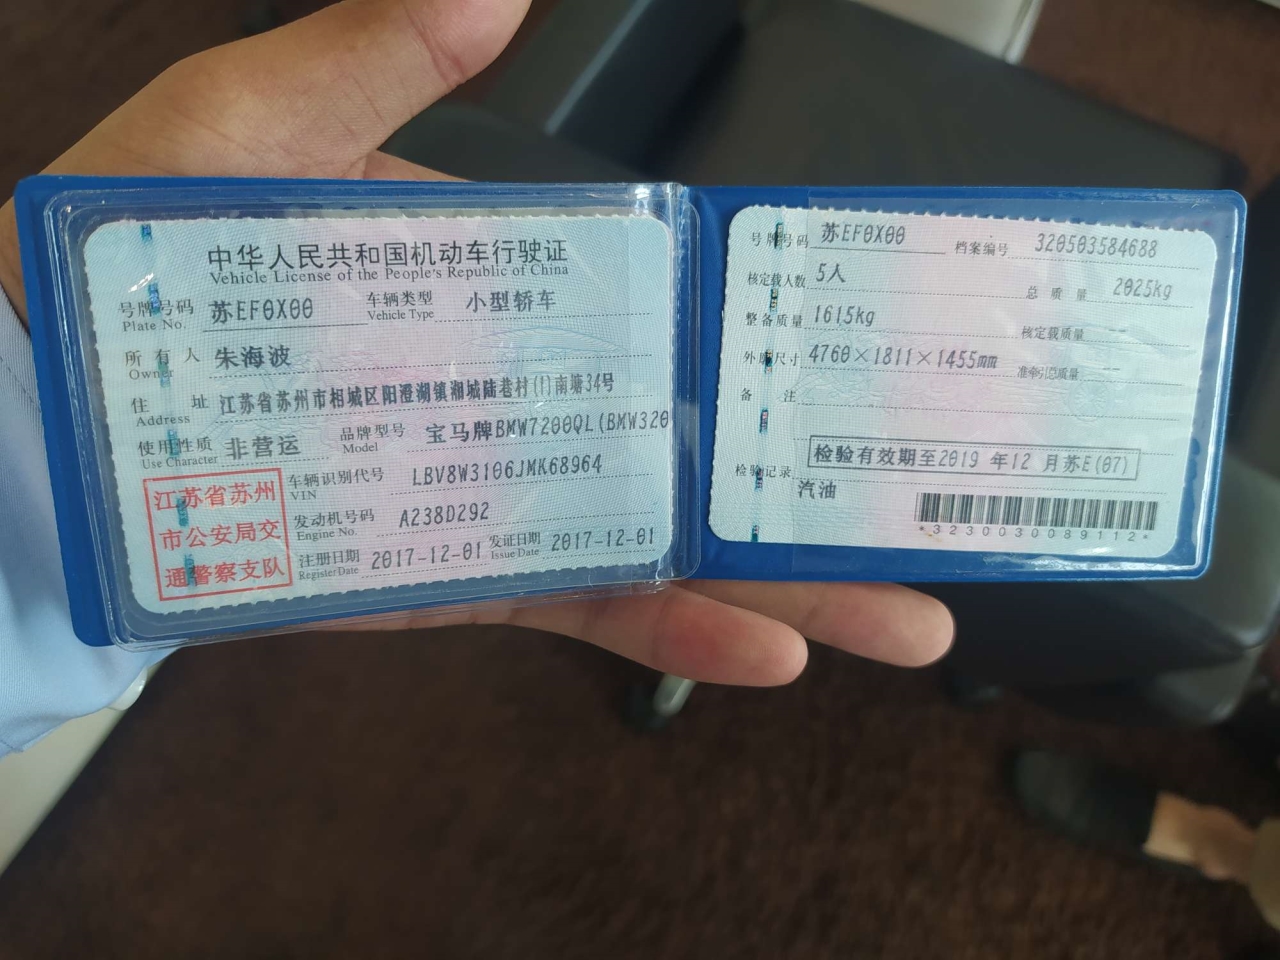 中华人民共和国机动车行驶证
Vehicle License of the People's Republic of China
号牌号码 苏EF0X00 车辆类型 小型轿车
Plate No. Vehicle Type
所有人 朱海波
Owner
住址 江苏省苏州市相城区阳澄湖镇湘城陆巷村(1)南塘34号
Address
使用性质 非营运 品牌型号 宝马牌BMW7200QL(BMW320
Use Character Model
江苏省苏州
市公安局交
通警察支队
车辆识别代号 LBV8W3106JMK68964
VIN
发动机号码 A238D292
Engine No.
注册日期 2017-12-01 发证日期 2017-12-01
Register Date Issue Date
号牌号码 苏EF0X00 档案编号 320503584688
核定载人数 5人 总质量 2025kg
整备质量 1615kg 核定载质量 --
外廓尺寸 4760×1811×1455mm 准牵引总质量 --
备注
检验有效期至2019 年12 月苏E(07)
检验记录
汽油
*3230030089112*